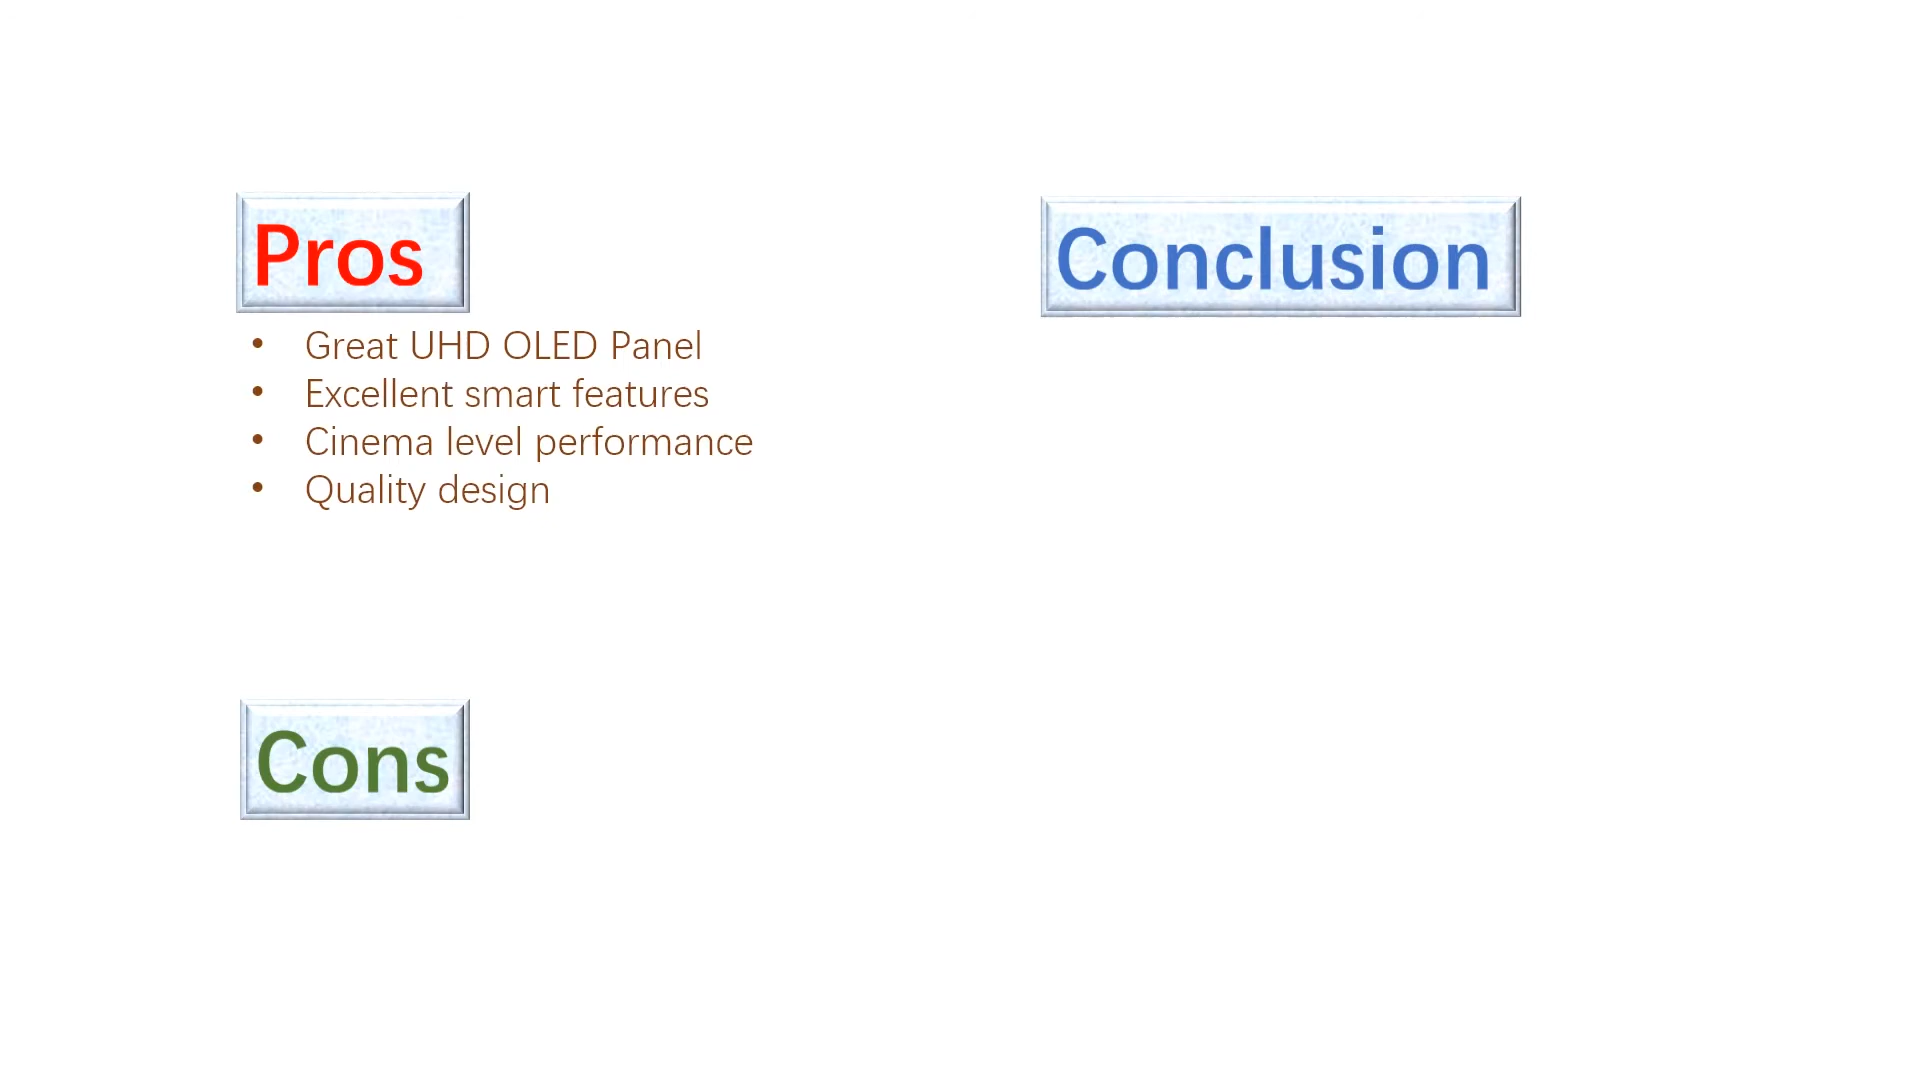 Pros
• Great UHD OLED Panel
• Excellent smart features
• Cinema level performance
• Quality design
Cons
Conclusion